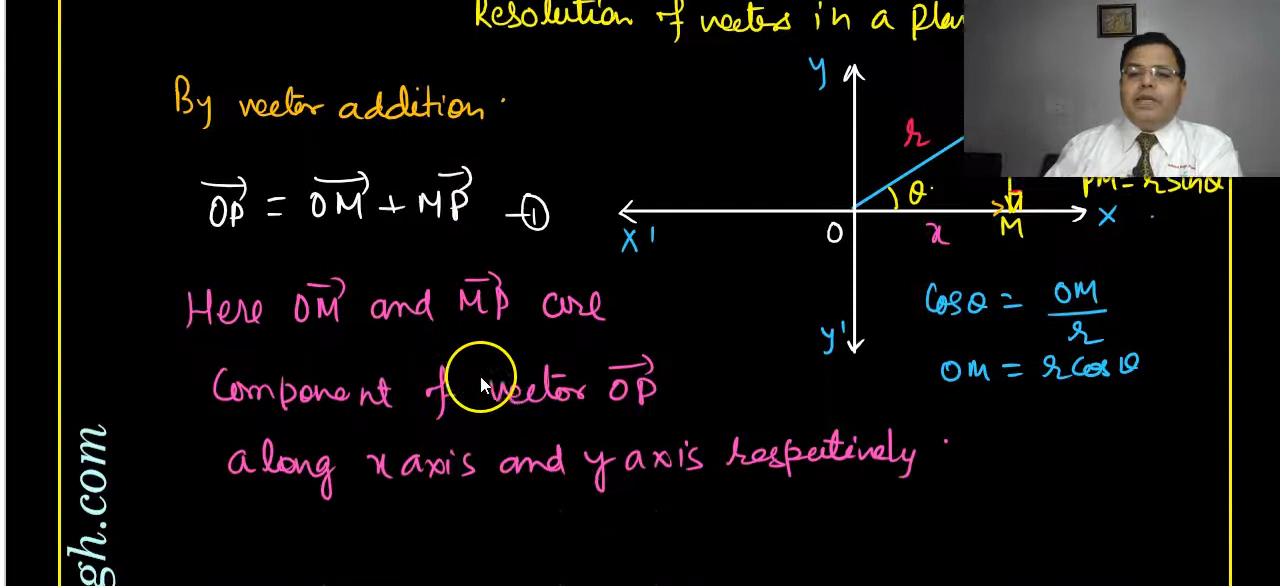 Resolution of vectors in a plan
By vector addition.
y
r
→OP = →OM + →MP —①
θ.
PM = r sinθ
X'
O
x
M
X
Here →OM and →MP are
Cosθ = OM/r
y'
Component of vector →OP
OM = r cosθ
along x axis and y axis respectively.
gh.com